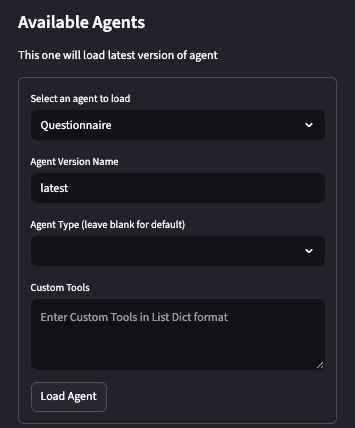 Available Agents
This one will load latest version of agent
Select an agent to load
Questionnaire
Agent Version Name
latest
Agent Type (leave blank for default)
Custom Tools
Enter Custom Tools in List Dict format
Load Agent